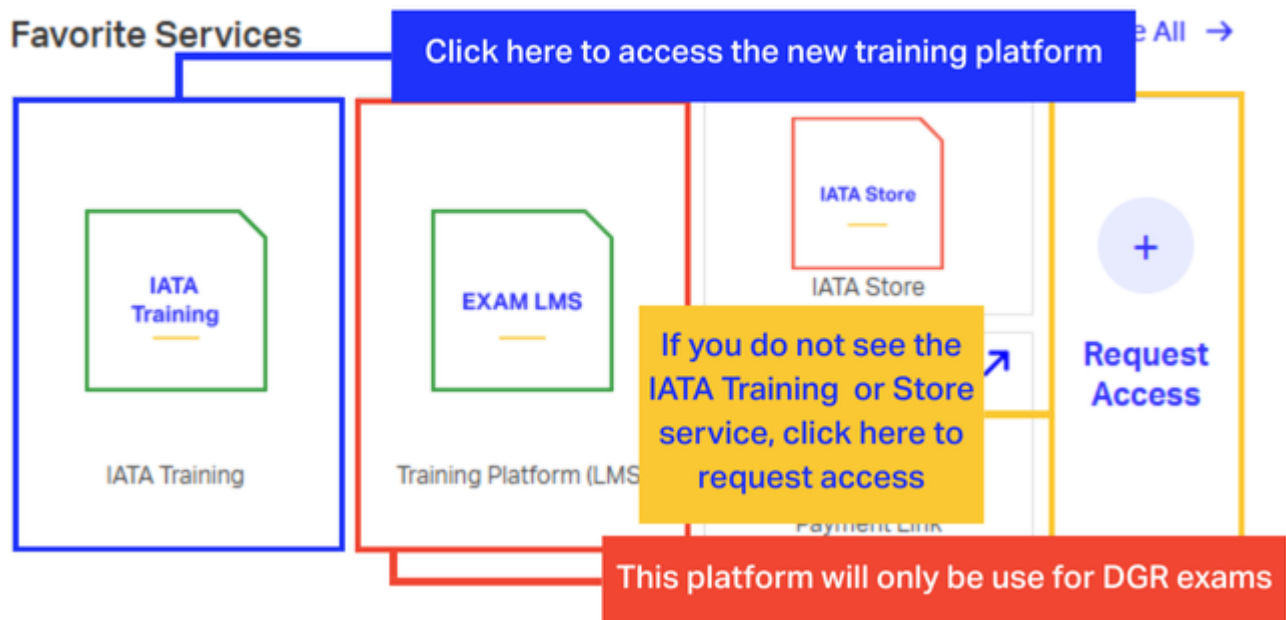 Favorite Services
Click here to access the new training platform
All →
IATA
Training
IATA Training
EXAM LMS
Training Platform (LMS
IATA Store
IATA Store
If you do not see the
IATA Training or Store
service, click here to
request access
Payment Link
+
Request
Access
This platform will only be use for DGR exams